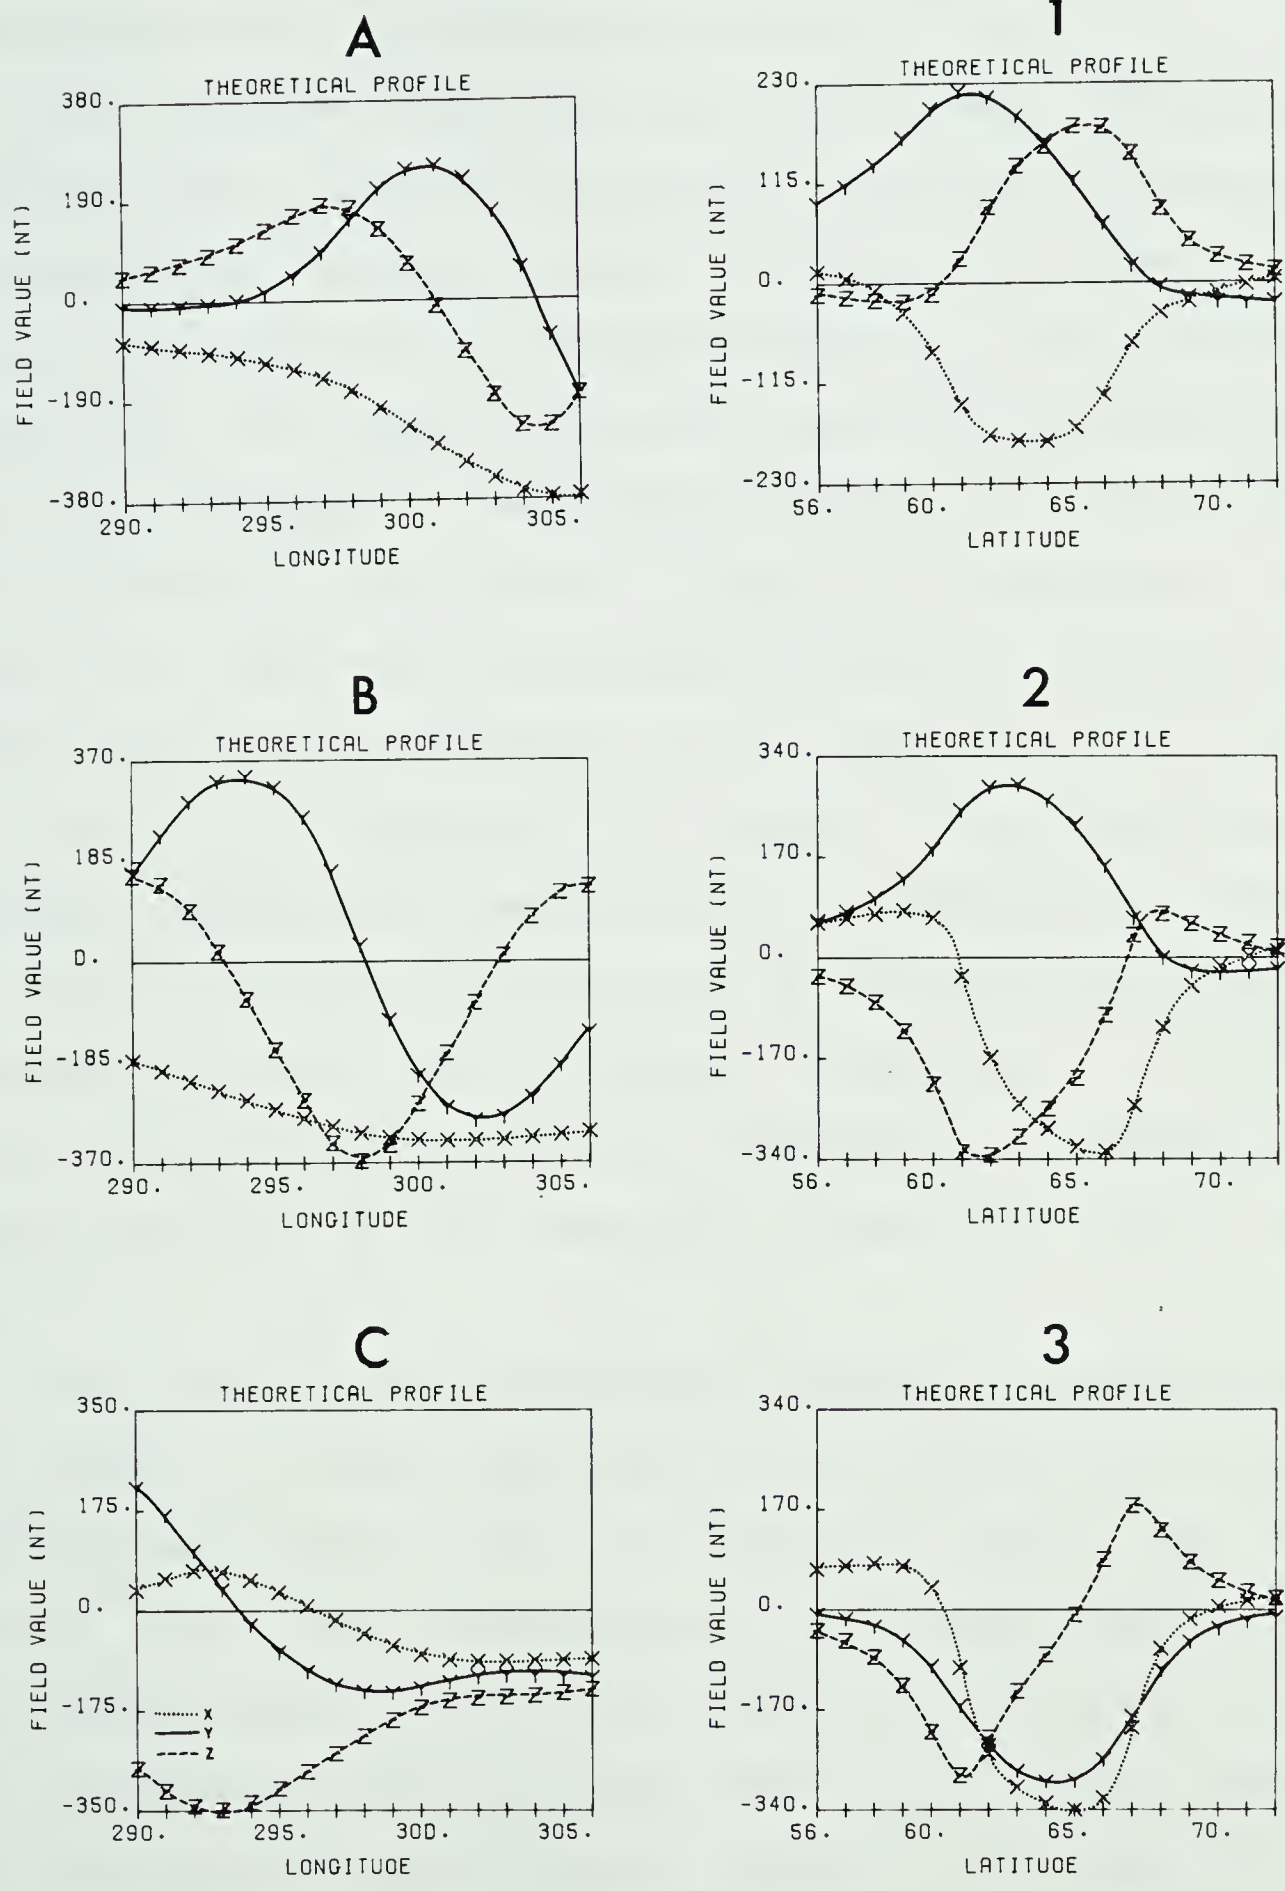 A
THEORETICAL PROFILE
380.
190.
0.
-190.
-380.
FIELD VALUE (NT)
290. 295. 300. 305.
LONGITUDE
1
THEORETICAL PROFILE
230.
115.
0.
-115.
-230.
FIELD VALUE (NT)
56. 60. 65. 70.
LATITUDE
B
THEORETICAL PROFILE
370.
185.
0.
-185.
-370.
FIELD VALUE (NT)
290. 295. 300. 305.
LONGITUDE
2
THEORETICAL PROFILE
340.
170.
0.
-170.
-340.
FIELD VALUE (NT)
56. 60. 65. 70.
LATITUDE
C
THEORETICAL PROFILE
350.
175.
0.
-175.
-350.
FIELD VALUE (NT)
X
Y
Z
290. 295. 300. 305.
LONGITUDE
3
THEORETICAL PROFILE
340.
170.
0.
-170.
-340.
FIELD VALUE (NT)
56. 60. 65. 70.
LATITUDE